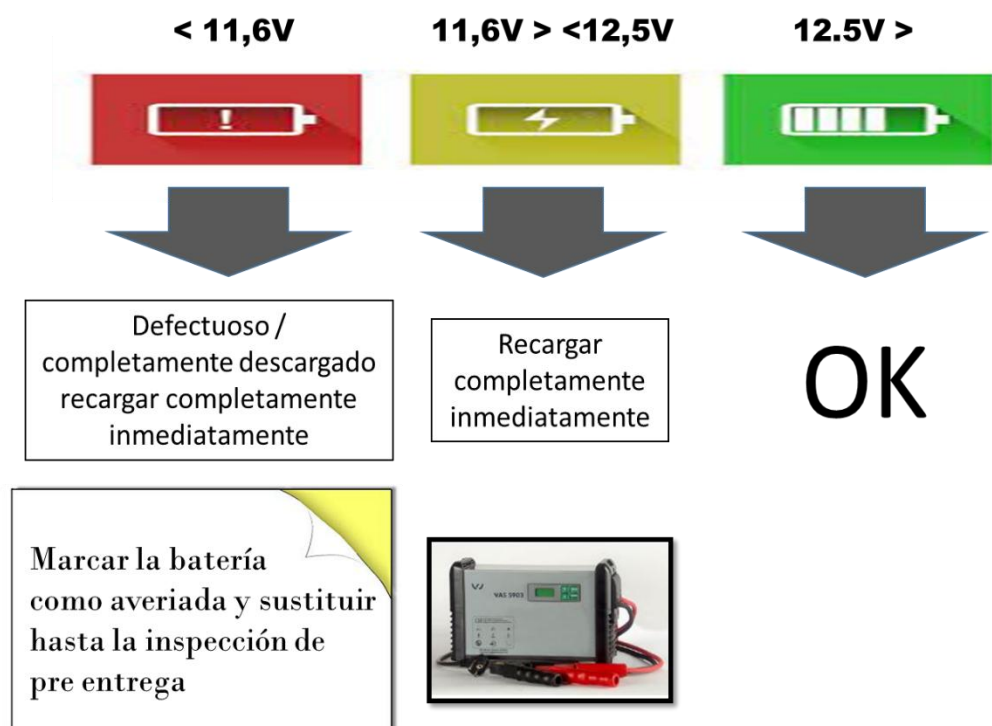 < 11,6V
11,6V > <12,5V
12.5V >
!
Defectuoso /
completamente descargado
recargar completamente
inmediatamente
Recargar
completamente
inmediatamente
OK
Marcar la batería
como averiada y sustituir
hasta la inspección de
pre entrega
VAS 5903